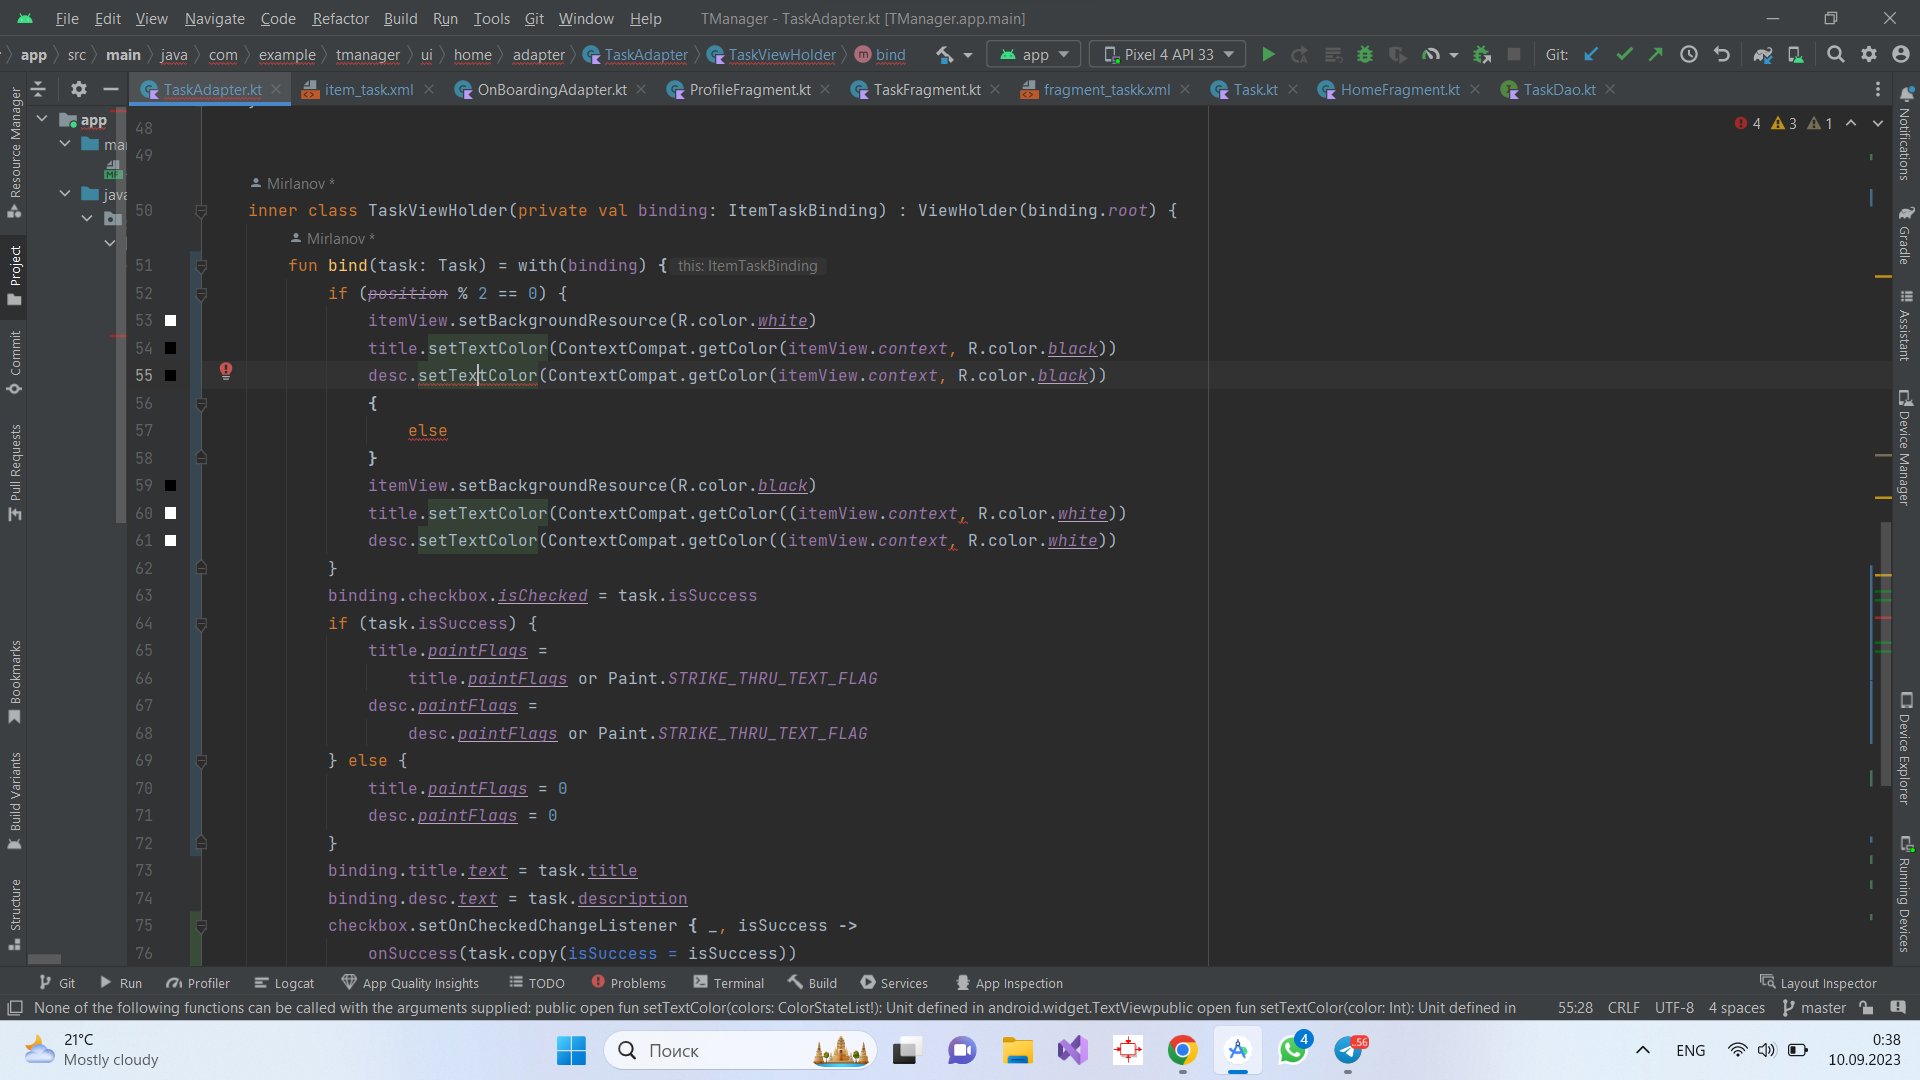 File Edit View Navigate Code Refactor Build Run Tools Git Window Help TManager - TaskAdapter.kt [TManager.app.main]
app src main java com example tmanager ui home adapter TaskAdapter TaskViewHolder bind app Pixel 4 API 33 Git:
TaskAdapter.kt item_task.xml OnBoardingAdapter.kt ProfileFragment.kt TaskFragment.kt fragment_taskk.xml Task.kt HomeFragment.kt TaskDao.kt
Resource Manager
Project
Commit
Pull Requests
Bookmarks
Build Variants
Structure
app
ma
java
4 3 1
48
49
Mirlanov *
50 inner class TaskViewHolder(private val binding: ItemTaskBinding) : ViewHolder(binding.root) {
Mirlanov *
51 fun bind(task: Task) = with(binding) { this: ItemTaskBinding
52 if (position % 2 == 0) {
53 itemView.setBackgroundResource(R.color.white)
54 title.setTextColor(ContextCompat.getColor(itemView.context, R.color.black))
55 desc.setTextColor(ContextCompat.getColor(itemView.context, R.color.black))
56 {
57 else
58 }
59 itemView.setBackgroundResource(R.color.black)
60 title.setTextColor(ContextCompat.getColor((itemView.context, R.color.white))
61 desc.setTextColor(ContextCompat.getColor((itemView.context, R.color.white))
62 }
63 binding.checkbox.isChecked = task.isSuccess
64 if (task.isSuccess) {
65 title.paintFlags =
66 title.paintFlags or Paint.STRIKE_THRU_TEXT_FLAG
67 desc.paintFlags =
68 desc.paintFlags or Paint.STRIKE_THRU_TEXT_FLAG
69 } else {
70 title.paintFlags = 0
71 desc.paintFlags = 0
72 }
73 binding.title.text = task.title
74 binding.desc.text = task.description
75 checkbox.setOnCheckedChangeListener { _, isSuccess ->
76 onSuccess(task.copy(isSuccess = isSuccess))
Notifications
Gradle
Assistant
Device Manager
Device Explorer
Running Devices
Git Run Profiler Logcat App Quality Insights TODO Problems Terminal Build Services App Inspection Layout Inspector
None of the following functions can be called with the arguments supplied: public open fun setTextColor(colors: ColorStateList!): Unit defined in android.widget.TextViewpublic open fun setTextColor(color: Int): Unit defined in 55:28 CRLF UTF-8 4 spaces master
21°C
Mostly cloudy
Поиск
4
56
ENG
0:38
10.09.2023